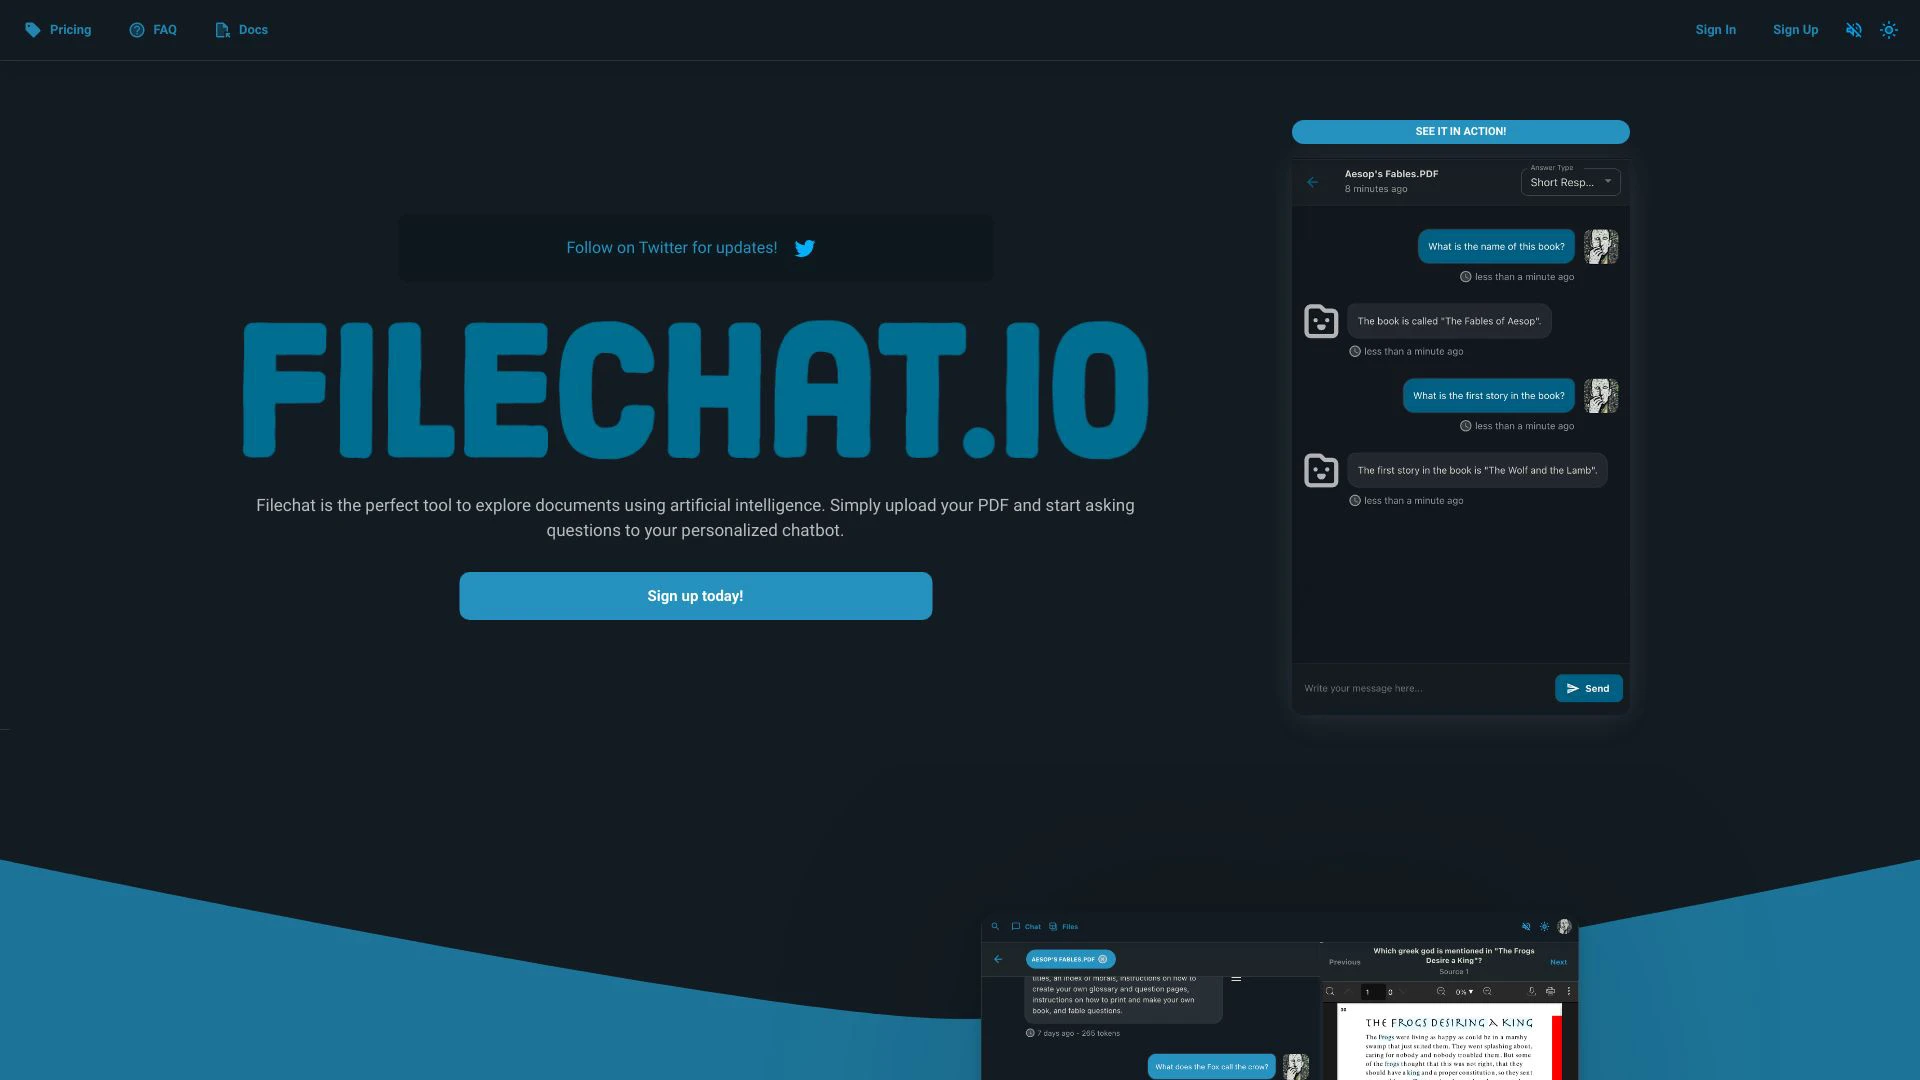 Pricing
FAQ
Docs
Sign In
Sign Up
Follow on Twitter for updates!
FILECHAT.IO
Filechat is the perfect tool to explore documents using artificial intelligence. Simply upload your PDF and start asking
questions to your personalized chatbot.
Sign up today!
SEE IT IN ACTION!
Aesop's Fables.PDF
8 minutes ago
Answer Type
Short Resp...
What is the name of this book?
less than a minute ago
The book is called "The Fables of Aesop".
less than a minute ago
What is the first story in the book?
less than a minute ago
The first story in the book is "The Wolf and the Lamb".
less than a minute ago
Write your message here...
Send
Chat
Files
AESOP'S FABLES.PDF
titles, an index of morals, instructions on how to
create your own glossary and question pages,
instructions on how to print and make your own
book, and fable questions.
7 days ago - 265 tokens
What does the Fox call the crow?
Previous
Which greek god is mentioned in "The Frogs
Desire a King"?
Source 1
Next
1
0
0%
30
THE FROGS DESIRING A KING
The Frogs were living as happy as could be in a marshy
swamp that just suited them. They went splashing about,
caring for nobody and nobody troubled them. But some
of the frogs thought that this was not right, that they
should have a king and a proper constitution, so they sent